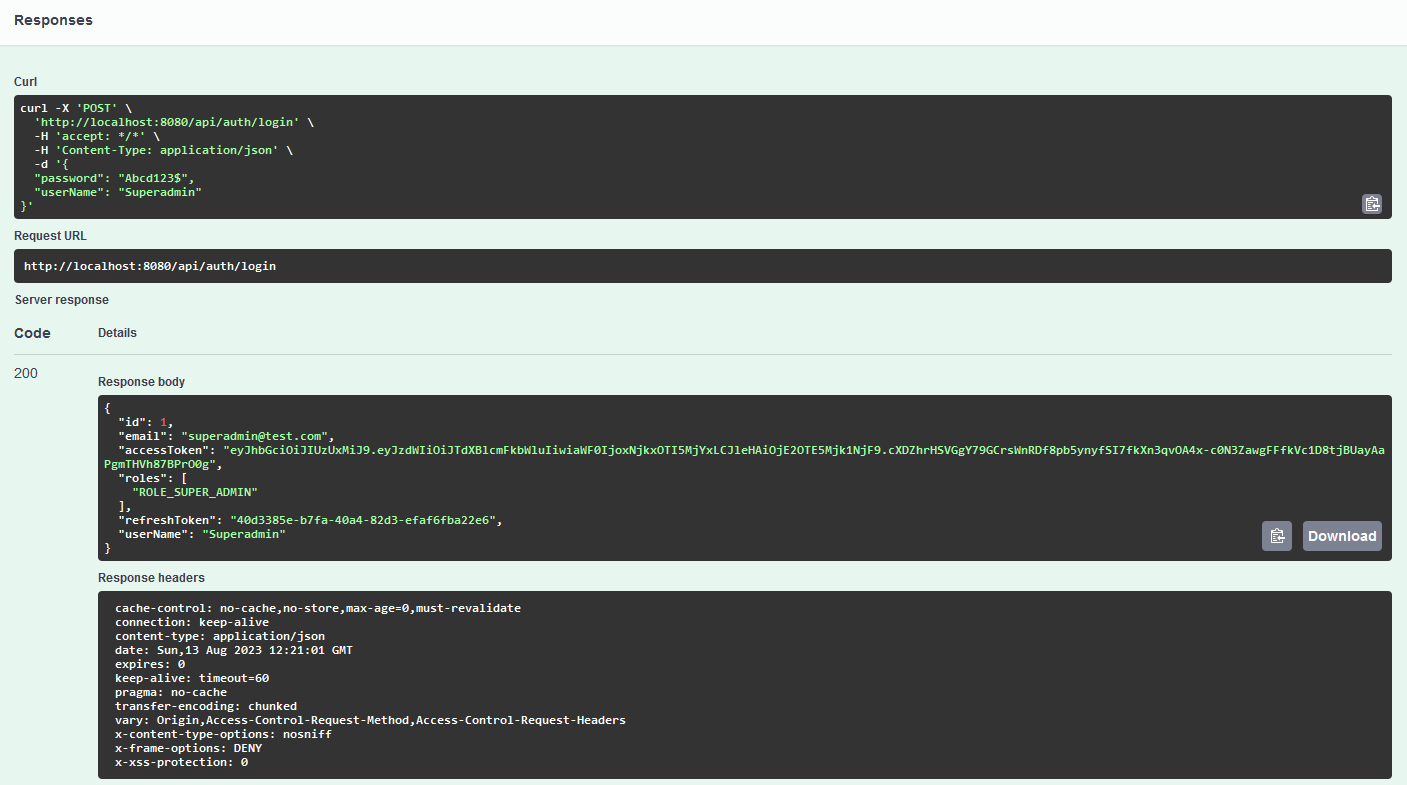 Responses
Curl
curl -X 'POST' \
'http://localhost:8080/api/auth/login' \
-H 'accept: */*' \
-H 'Content-Type: application/json' \
-d '{
"password": "Abcd123$",
"userName": "Superadmin"
}'
Request URL
http://localhost:8080/api/auth/login
Server response
Code Details
200
Response body
{
"id": 1,
"email": "superadmin@test.com",
"accessToken": "eyJhbGciOiJIUzUxMiJ9.eyJzdWIiOiJTdXBlcmFkbWluIiwiaWF0IjoxNjkxOTI5MjYxLCJleHAiOjE2OTE5Mjk1NjF9.cXDZhrHSVGgY79GCrsWnRDf8pb5ynyfSI7fkXn3qvOA4x-c0N3ZawgFFfkVc1D8tjBUayAa
PgmTHVh87BPrO0g",
"roles": [
"ROLE_SUPER_ADMIN"
],
"refreshToken": "40d3385e-b7fa-40a4-82d3-efaf6fba22e6",
"userName": "Superadmin"
}
Download
Response headers
cache-control: no-cache,no-store,max-age=0,must-revalidate
connection: keep-alive
content-type: application/json
date: Sun,13 Aug 2023 12:21:01 GMT
expires: 0
keep-alive: timeout=60
pragma: no-cache
transfer-encoding: chunked
vary: Origin,Access-Control-Request-Method,Access-Control-Request-Headers
x-content-type-options: nosniff
x-frame-options: DENY
x-xss-protection: 0